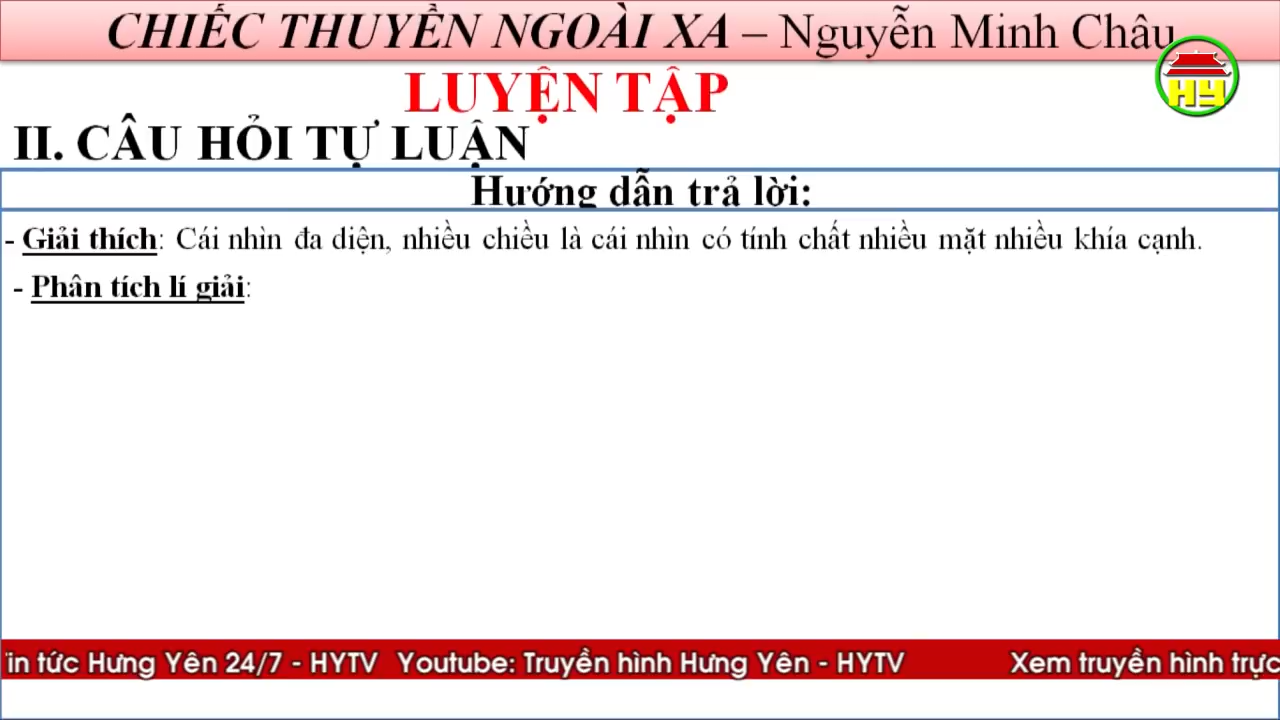 CHIẾC THUYỀN NGOÀI XA – Nguyễn Minh Châu
HY
LUYỆN TẬP
II. CÂU HỎI TỰ LUẬN
Hướng dẫn trả lời:
- Giải thích: Cái nhìn đa diện, nhiều chiều là cái nhìn có tính chất nhiều mặt nhiều khía cạnh.
- Phân tích lí giải:
Tin tức Hưng Yên 24/7 - HYTV Youtube: Truyền hình Hưng Yên - HYTV Xem truyền hình trực